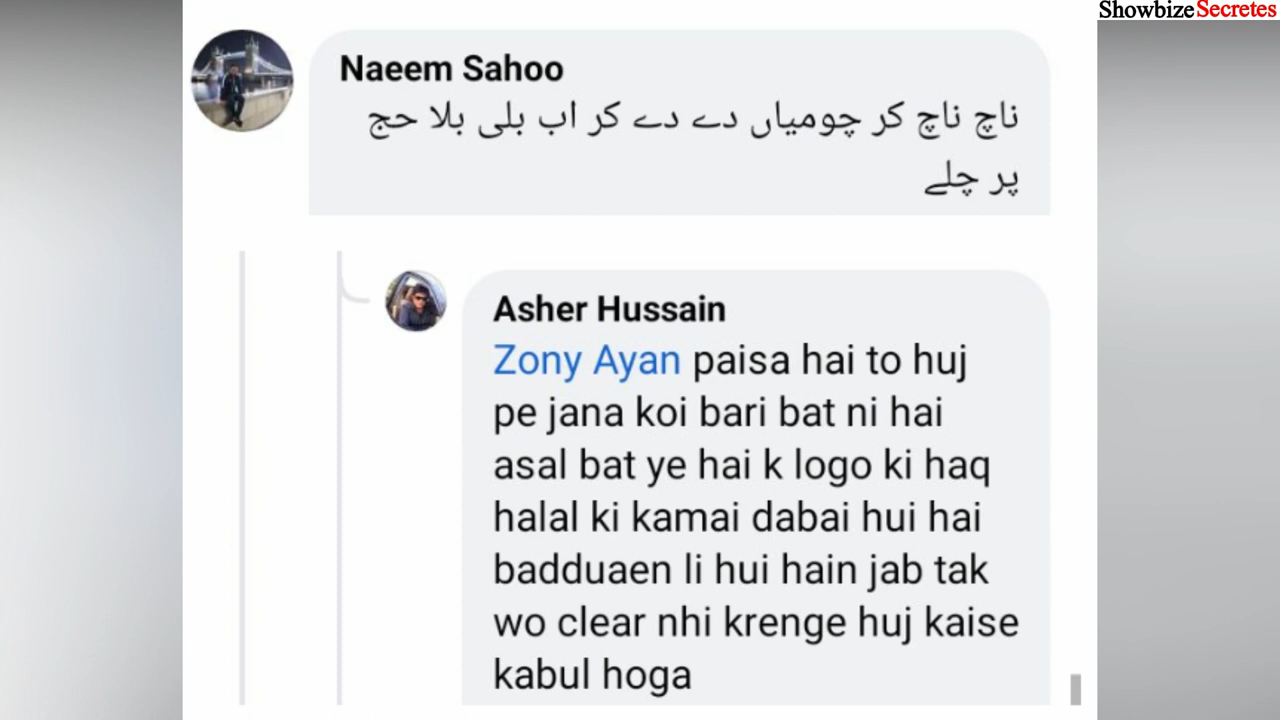 Showbize Secretes
Naeem Sahoo
ناچ ناچ کر چومیاں دے دے کر اب بلی بلا حج
پر چلے
Asher Hussain
Zony Ayan paisa hai to huj
pe jana koi bari bat ni hai
asal bat ye hai k logo ki haq
halal ki kamai dabai hui hai
badduaen li hui hain jab tak
wo clear nhi krenge huj kaise
kabul hoga